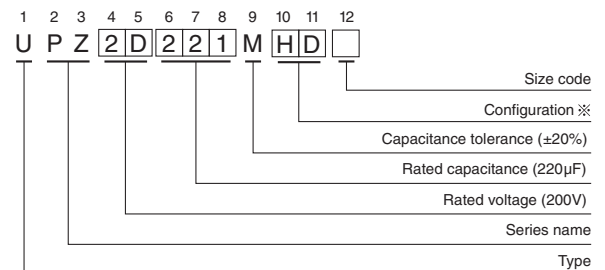 1 2 3 4 5 6 7 8 9 10 11 12
U P Z 2 D 2 2 1 M H D
Size code
Configuration ※
Capacitance tolerance (±20%)
Rated capacitance (220µF)
Rated voltage (200V)
Series name
Type